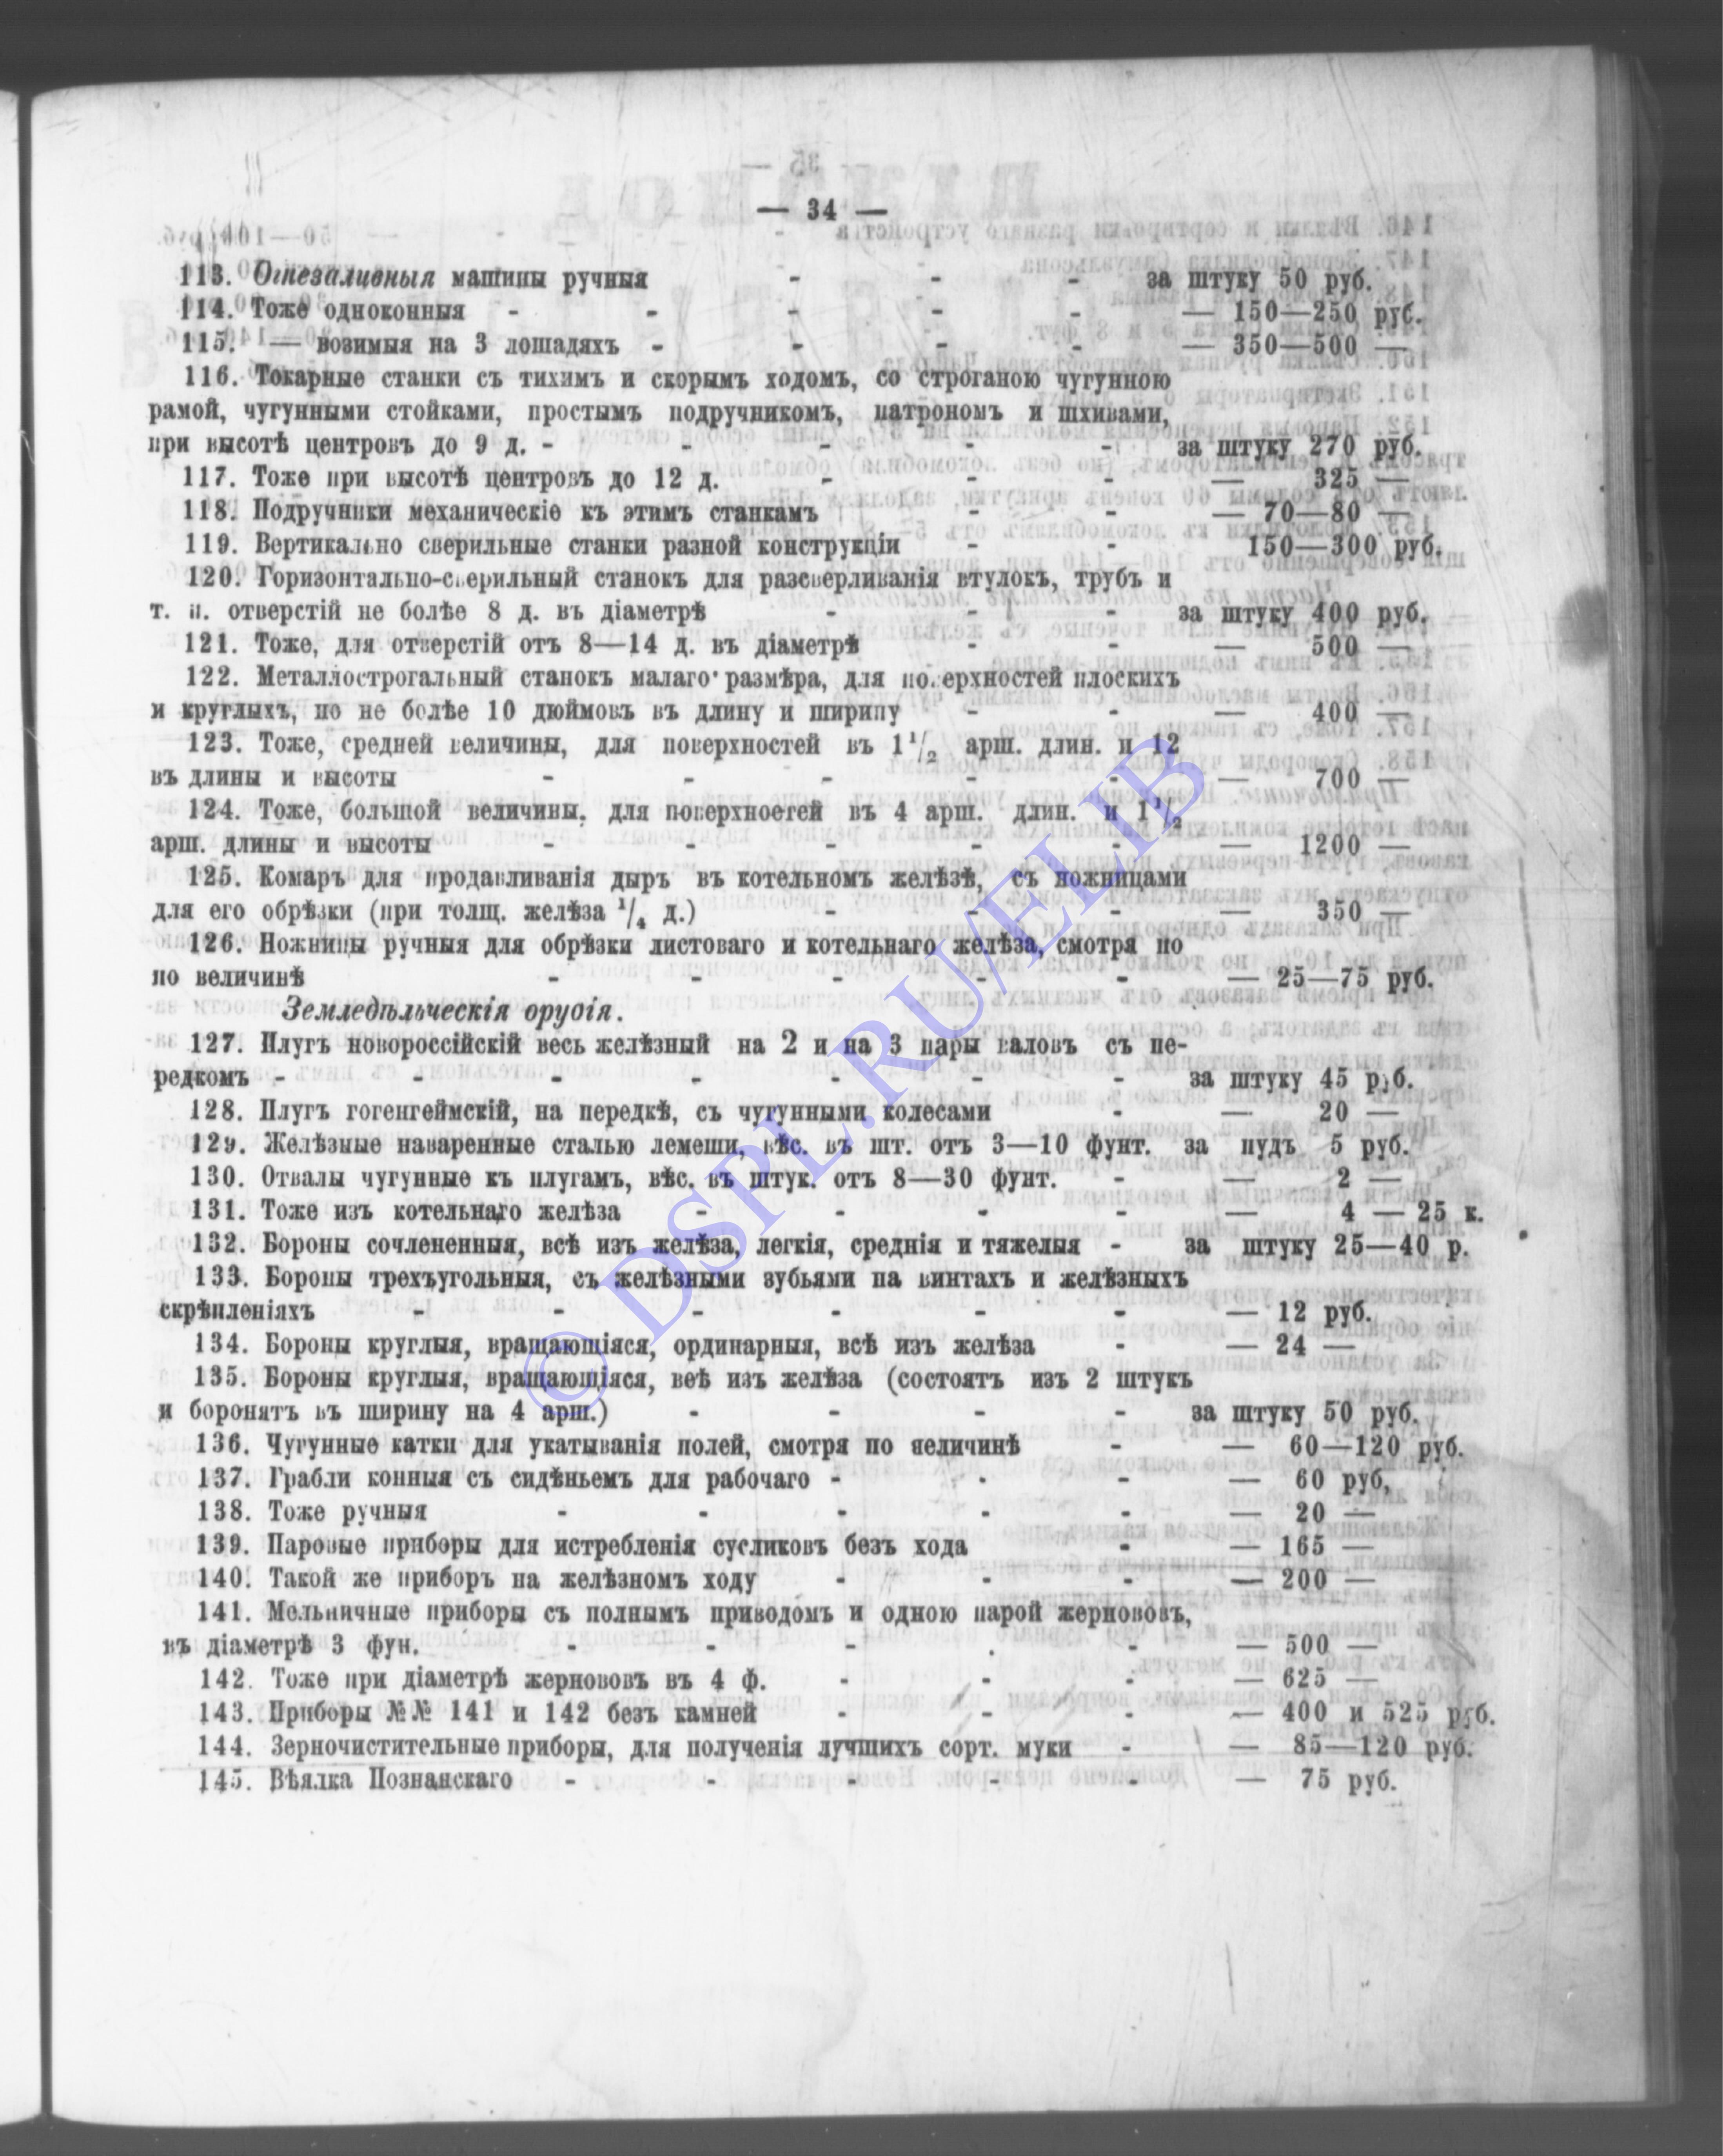 — 34 —
113. Огпезаливныя машины ручныя - - - за штуку 50 руб.
114. Тоже одноконныя - - - - - — 150—250 руб.
115. — возимыя на 3 лошадяхъ - - - - — 350—500 —
116. Токарные станки съ тихимъ и скорымъ ходомъ, со строганою чугунною
рамой, чугунными стойками, простымъ подручникомъ, патрономъ и шкивами,
при высотѣ центровъ до 9 д. - - - - - за штуку 270 руб.
117. Тоже при высотѣ центровъ до 12 д. - - - — 325 —
118. Подручники механическіе къ этимъ станкамъ - - — 70—80 —
119. Вертикально сверильные станки разной конструкціи - - 150—300 руб.
120. Горизонтально-сверильный станокъ для разсверливанія втулокъ, трубъ и
т. п. отверстій не болѣе 8 д. въ діаметрѣ - - - за штуку 400 руб.
121. Тоже, для отверстій отъ 8—14 д. въ діаметрѣ - - — 500 —
122. Металлострогальный станокъ малаго размѣра, для поверхностей плоскихъ
и круглыхъ, но не болѣе 10 дюймовъ въ длину и ширину - - — 400 —
123. Тоже, средней величины, для поверхностей въ 1 1/2 арш. длин. и 12
въ длины и высоты - - - - - — 700 —
124. Тоже, большой величины, для поверхноетей въ 4 арш. длин. и 1 1/2
арш. длины и высоты - - - - - — 1200 —
125. Комаръ для продавливанія дыръ въ котельномъ желѣзѣ, съ ножницами
для его обрѣзки (при толщ. желѣза 1/4 д.) - - - — 350 —
126. Ножницы ручныя для обрѣзки листоваго и котельнаго желѣза, смотря по
по величинѣ - - - - - — 25—75 руб.
Земледѣльческія орудія.
127. Плугъ новороссійскій весь желѣзный на 2 и на 3 пары валовъ съ пе-
редкомъ - - - - - - - за штуку 45 руб.
128. Плугъ гогенгеймскій, на передкѣ, съ чугунными колесами - — 20 —
129. Желѣзные наваренные сталью лемеши, вѣс. въ шт. отъ 3—10 фунт. за пудъ 5 руб.
130. Отвалы чугунные къ плугамъ, вѣс. въ штук. отъ 8—30 фунт. - — 2 —
131. Тоже изъ котельнаго желѣза - - - - — 4 — 25 к.
132. Бороны сочлененныя, всѣ изъ желѣза, легкія, среднія и тяжелыя - за штуку 25—40 р.
133. Бороны трехъугольныя, съ желѣзными зубьями на винтахъ и желѣзныхъ
скрѣпленіяхъ - - - - - - — 12 руб.
134. Бороны круглыя, вращающіяся, ординарныя, всѣ изъ желѣза - — 24 —
135. Бороны круглыя, вращающіяся, веѣ изъ желѣза (состоятъ изъ 2 штукъ
и боронятъ въ ширину на 4 арш.) - - - - за штуку 50 руб.
136. Чугунные катки для укатыванія полей, смотря по величинѣ - — 60—120 руб.
137. Грабли конныя съ сидѣньемъ для рабочаго - - - — 60 руб,
138. Тоже ручныя - - - - - — 20 —
139. Паровые приборы для истребленія сусликовъ безъ хода - — 165 —
140. Такой же приборъ на желѣзномъ ходу - - - — 200 —
141. Мельничные приборы съ полнымъ приводомъ и одною парой жернововъ,
въ діаметрѣ 3 фун. - - - - - — 500 —
142. Тоже при діаметрѣ жернововъ въ 4 ф. - - - — 625 —
143. Приборы №№ 141 и 142 безъ камней - - - — 400 и 525 руб.
144. Зерночистительные приборы, для полученія лучшихъ сорт. муки - — 85—120 руб.
145. Вѣялка Познанскаго - - - - - — 75 руб.
© DSPL.RU/ELIB